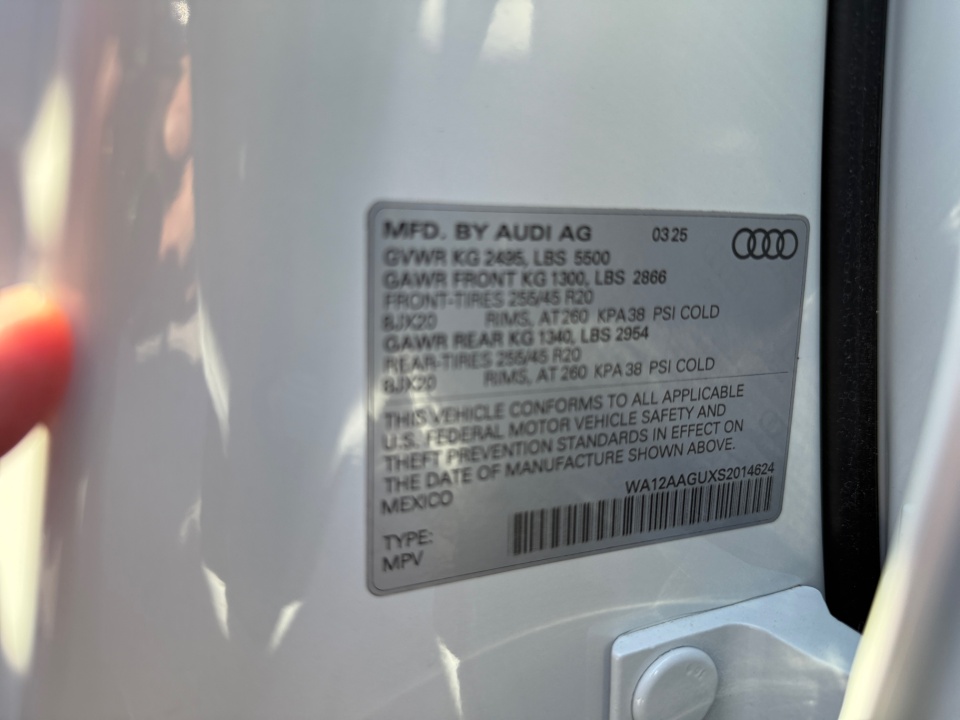 MFD. BY AUDI AG 03 25
GVWR KG 2495, LBS 5500
GAWR FRONT KG 1300, LBS 2866
FRONT-TIRES 255/45 R20
8JX20 RIMS, AT 260 KPA 38 PSI COLD
GAWR REAR KG 1340, LBS 2954
REAR-TIRES 255/45 R20
8JX20 RIMS, AT 260 KPA 38 PSI COLD
THIS VEHICLE CONFORMS TO ALL APPLICABLE
U.S. FEDERAL MOTOR VEHICLE SAFETY AND
THEFT PREVENTION STANDARDS IN EFFECT ON
THE DATE OF MANUFACTURE SHOWN ABOVE.
MEXICO WA12AAGUXS2014624
TYPE:
MPV